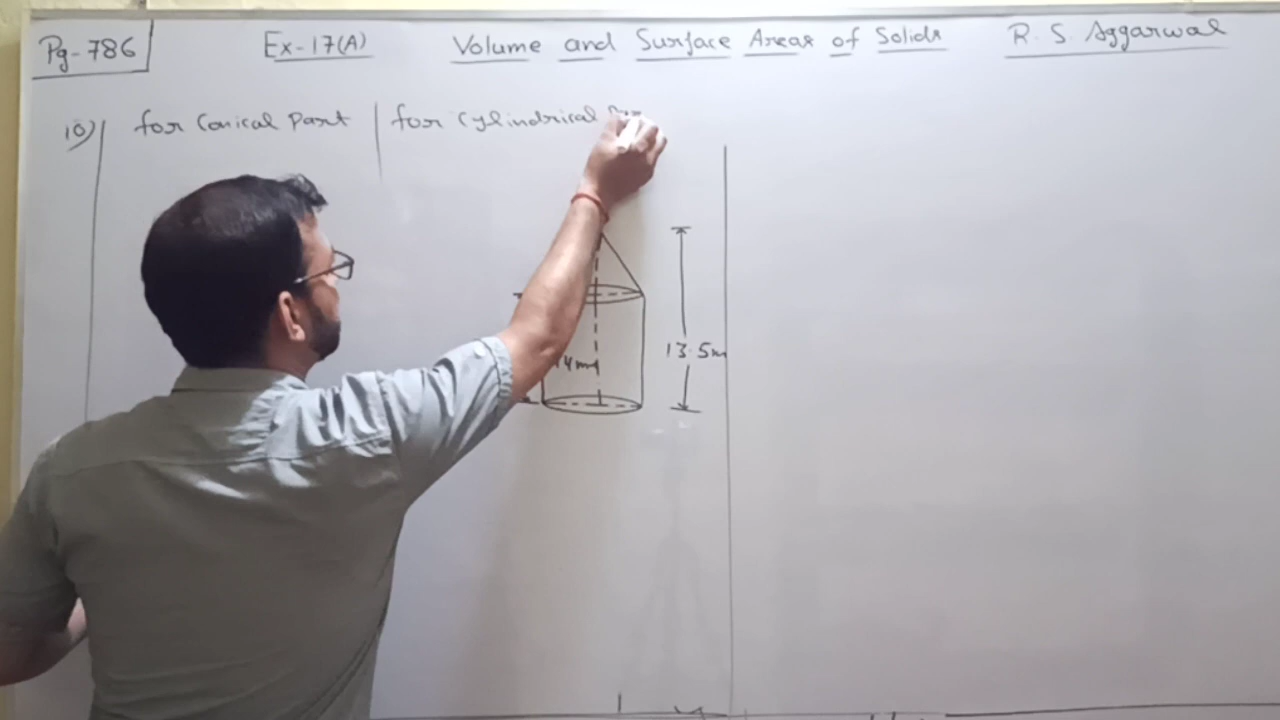 Pg-786
Ex-17(A)
Volume and Surface Areas of Solids
R. S. Aggarwal
10)
for Conical Part
for Cylindrical
13.5m